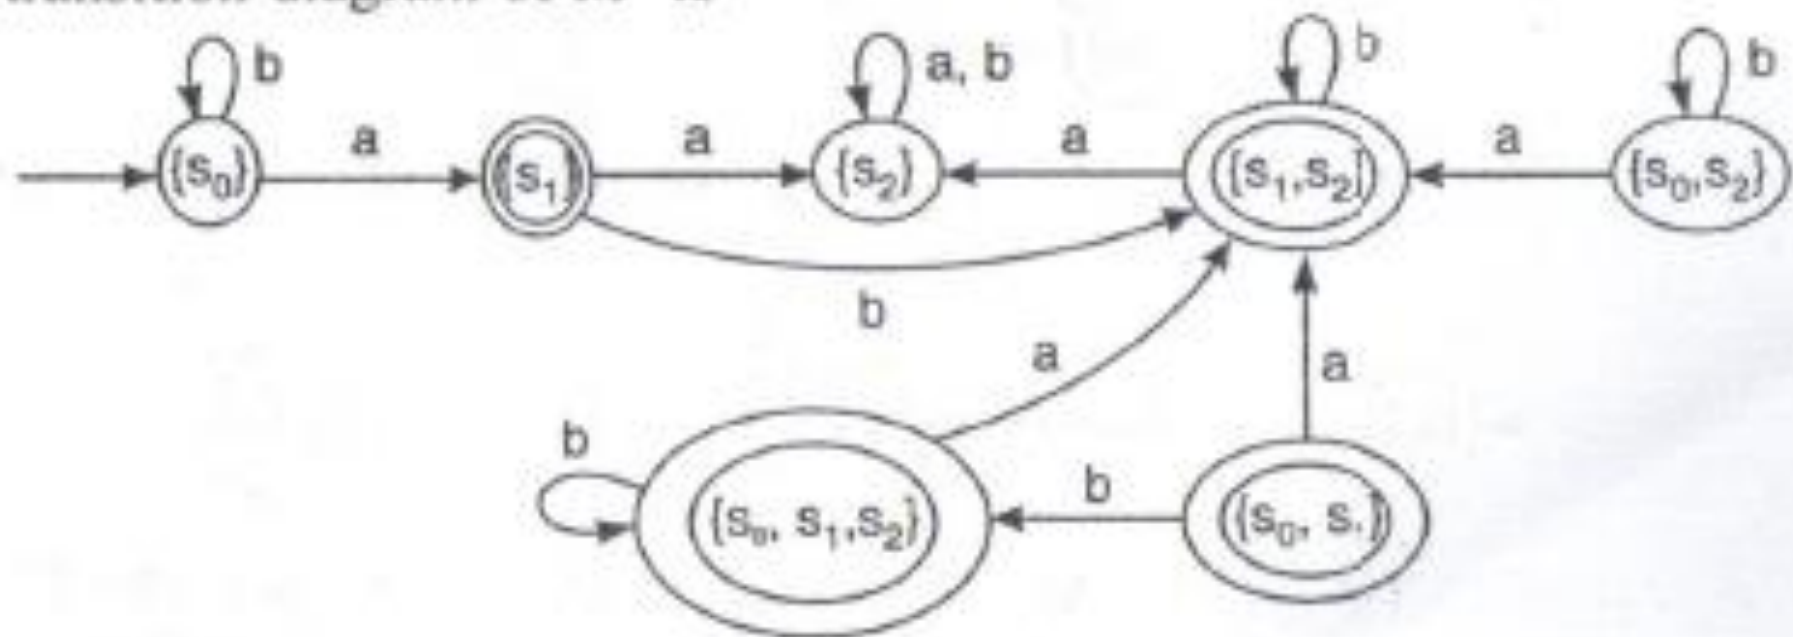 b
a, b
b
b
a
a
a
a
{s₀}
{s₁}
{s₂}
{s₁,s₂}
{s₀,s₂}
b
a
a
b
b
{s₀, s₁,s₂}